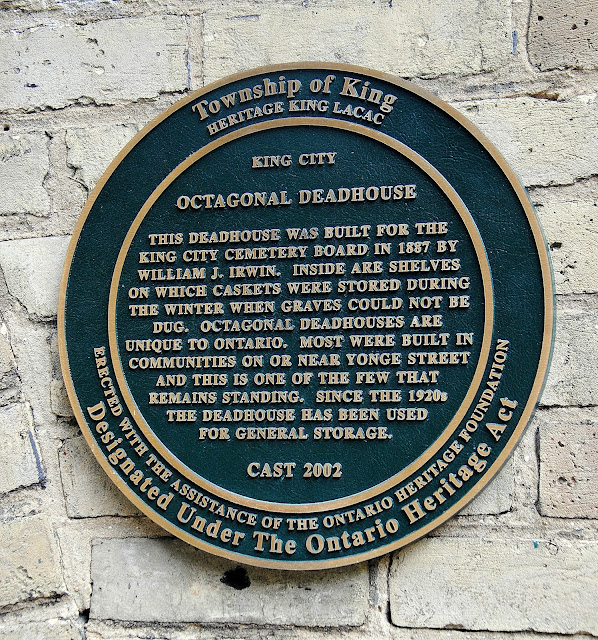 Township of King
HERITAGE KING LACAC
KING CITY
OCTAGONAL DEADHOUSE
THIS DEADHOUSE WAS BUILT FOR THE
KING CITY CEMETERY BOARD IN 1887 BY
WILLIAM J. IRWIN. INSIDE ARE SHELVES
ON WHICH CASKETS WERE STORED DURING
THE WINTER WHEN GRAVES COULD NOT BE
DUG. OCTAGONAL DEADHOUSES ARE
UNIQUE TO ONTARIO. MOST WERE BUILT IN
COMMUNITIES ON OR NEAR YONGE STREET
AND THIS IS ONE OF THE FEW THAT
REMAINS STANDING. SINCE THE 1920s
THE DEADHOUSE HAS BEEN USED
FOR GENERAL STORAGE.
CAST 2002
ERECTED WITH THE ASSISTANCE OF THE ONTARIO HERITAGE FOUNDATION
Designated Under The Ontario Heritage Act